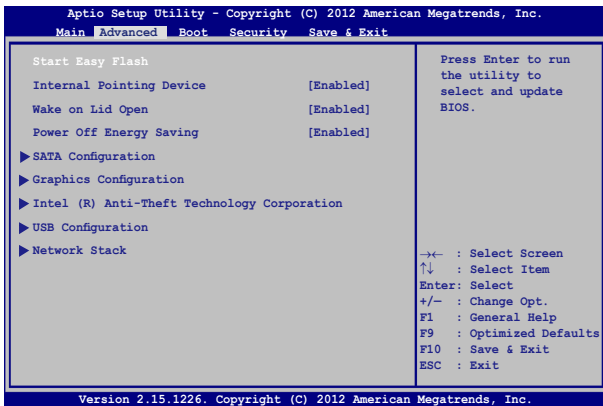 Aptio Setup Utility - Copyright (C) 2012 American Megatrends, Inc.
Main Advanced Boot Security Save & Exit
Start Easy Flash
Internal Pointing Device [Enabled]
Wake on Lid Open [Enabled]
Power Off Energy Saving [Enabled]
SATA Configuration
Graphics Configuration
Intel (R) Anti-Theft Technology Corporation
USB Configuration
Network Stack
Press Enter to run
the utility to
select and update
BIOS.
→← : Select Screen
↑↓ : Select Item
Enter: Select
+/— : Change Opt.
F1 : General Help
F9 : Optimized Defaults
F10 : Save & Exit
ESC : Exit
Version 2.15.1226. Copyright (C) 2012 American Megatrends, Inc.